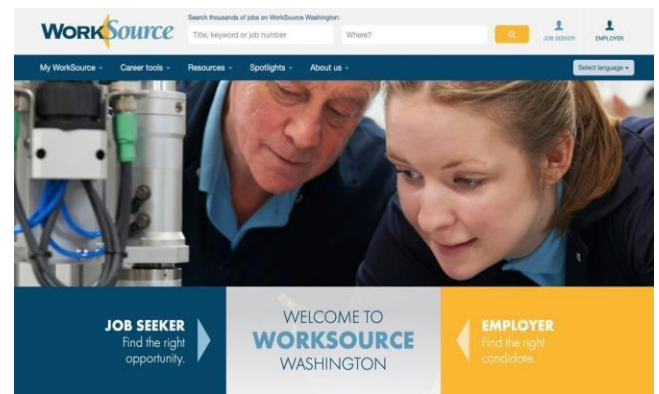 WORKSource
Search thousands of jobs on WorkSource Washington:
Title, keyword or job number
Where?
JOB SEEKER
EMPLOYER
My WorkSource
Career tools
Resources
Spotlights
About us
Select language
JOB SEEKER
Find the right
opportunity.
WELCOME TO
WORKSOURCE
WASHINGTON
EMPLOYER
Find the right
candidate.